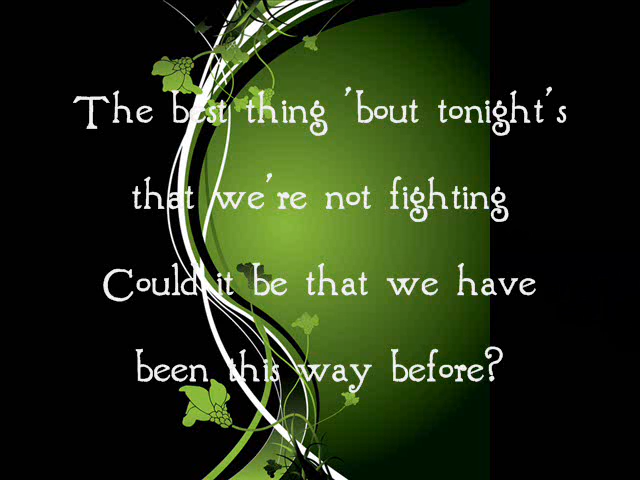 The best thing 'bout tonight's
that we're not fighting
Could it be that we have
been this way before?